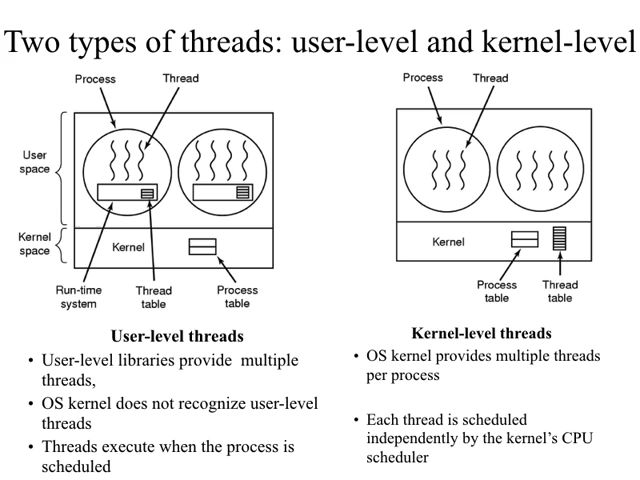 Two types of threads: user-level and kernel-level
Process
Thread
User
space
Kernel
space
Kernel
Run-time
system
Thread
table
Process
table
Process
Thread
Kernel
Process
table
Thread
table
User-level threads
• User-level libraries provide  multiple
threads,
• OS kernel does not recognize user-level
threads
• Threads execute when the process is
scheduled
Kernel-level threads
• OS kernel provides multiple threads
per process
• Each thread is scheduled
independently by the kernel's CPU
scheduler